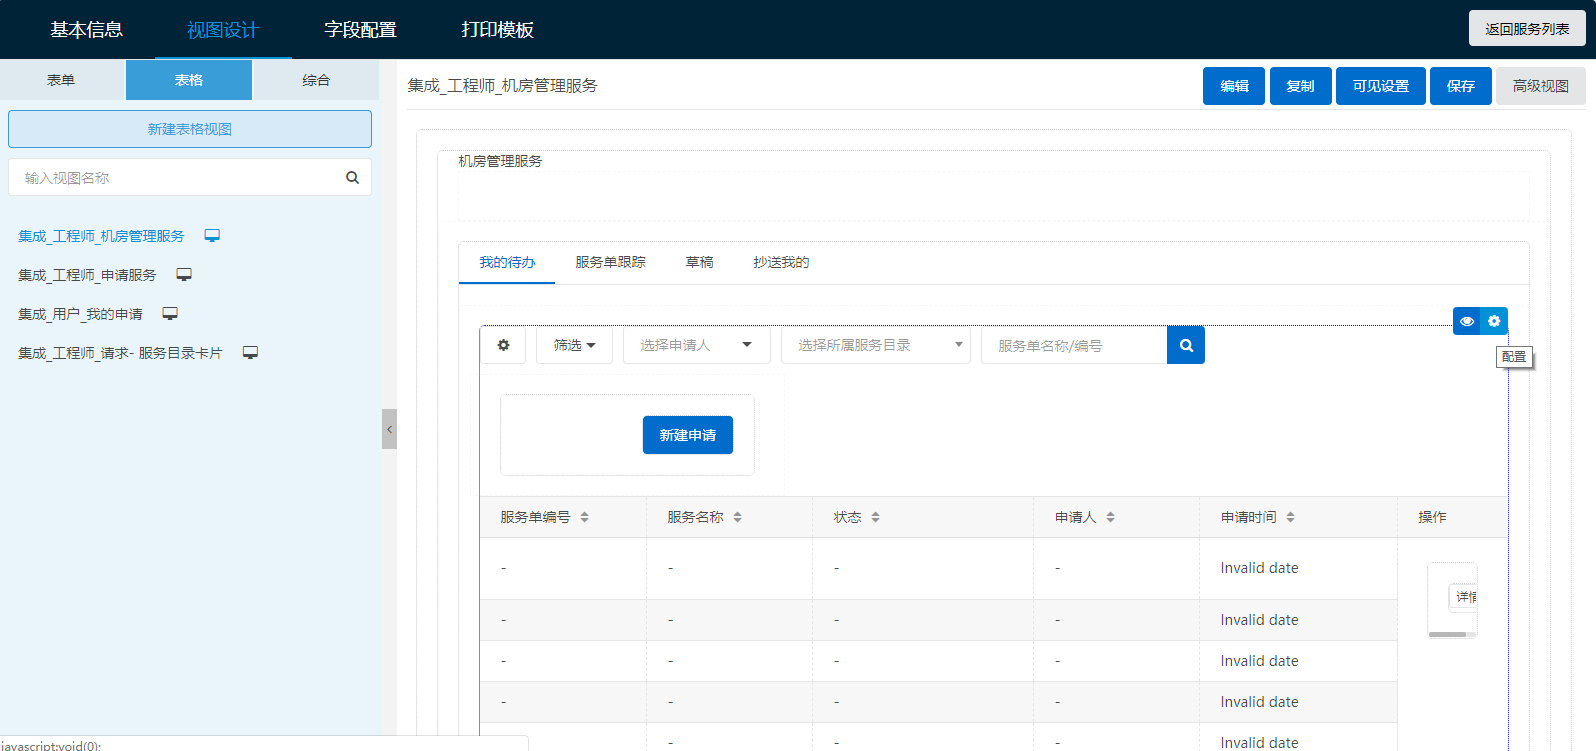 基本信息 视图设计 字段配置 打印模板 返回服务列表
表单 表格 综合
集成_工程师_机房管理服务 编辑 复制 可见设置 保存 高级视图
新建表格视图
输入视图名称
集成_工程师_机房管理服务
集成_工程师_申请服务
集成_用户_我的申请
集成_工程师_请求- 服务目录卡片
机房管理服务
我的待办 服务单跟踪 草稿 抄送我的
筛选 选择申请人 选择所属服务目录 服务单名称/编号
配置
新建申请
服务单编号 服务名称 状态 申请人 申请时间 操作
- - - - Invalid date 详情
- - - - Invalid date
- - - - Invalid date
- - - - Invalid date
- - - Invalid date
javascript:void(0);